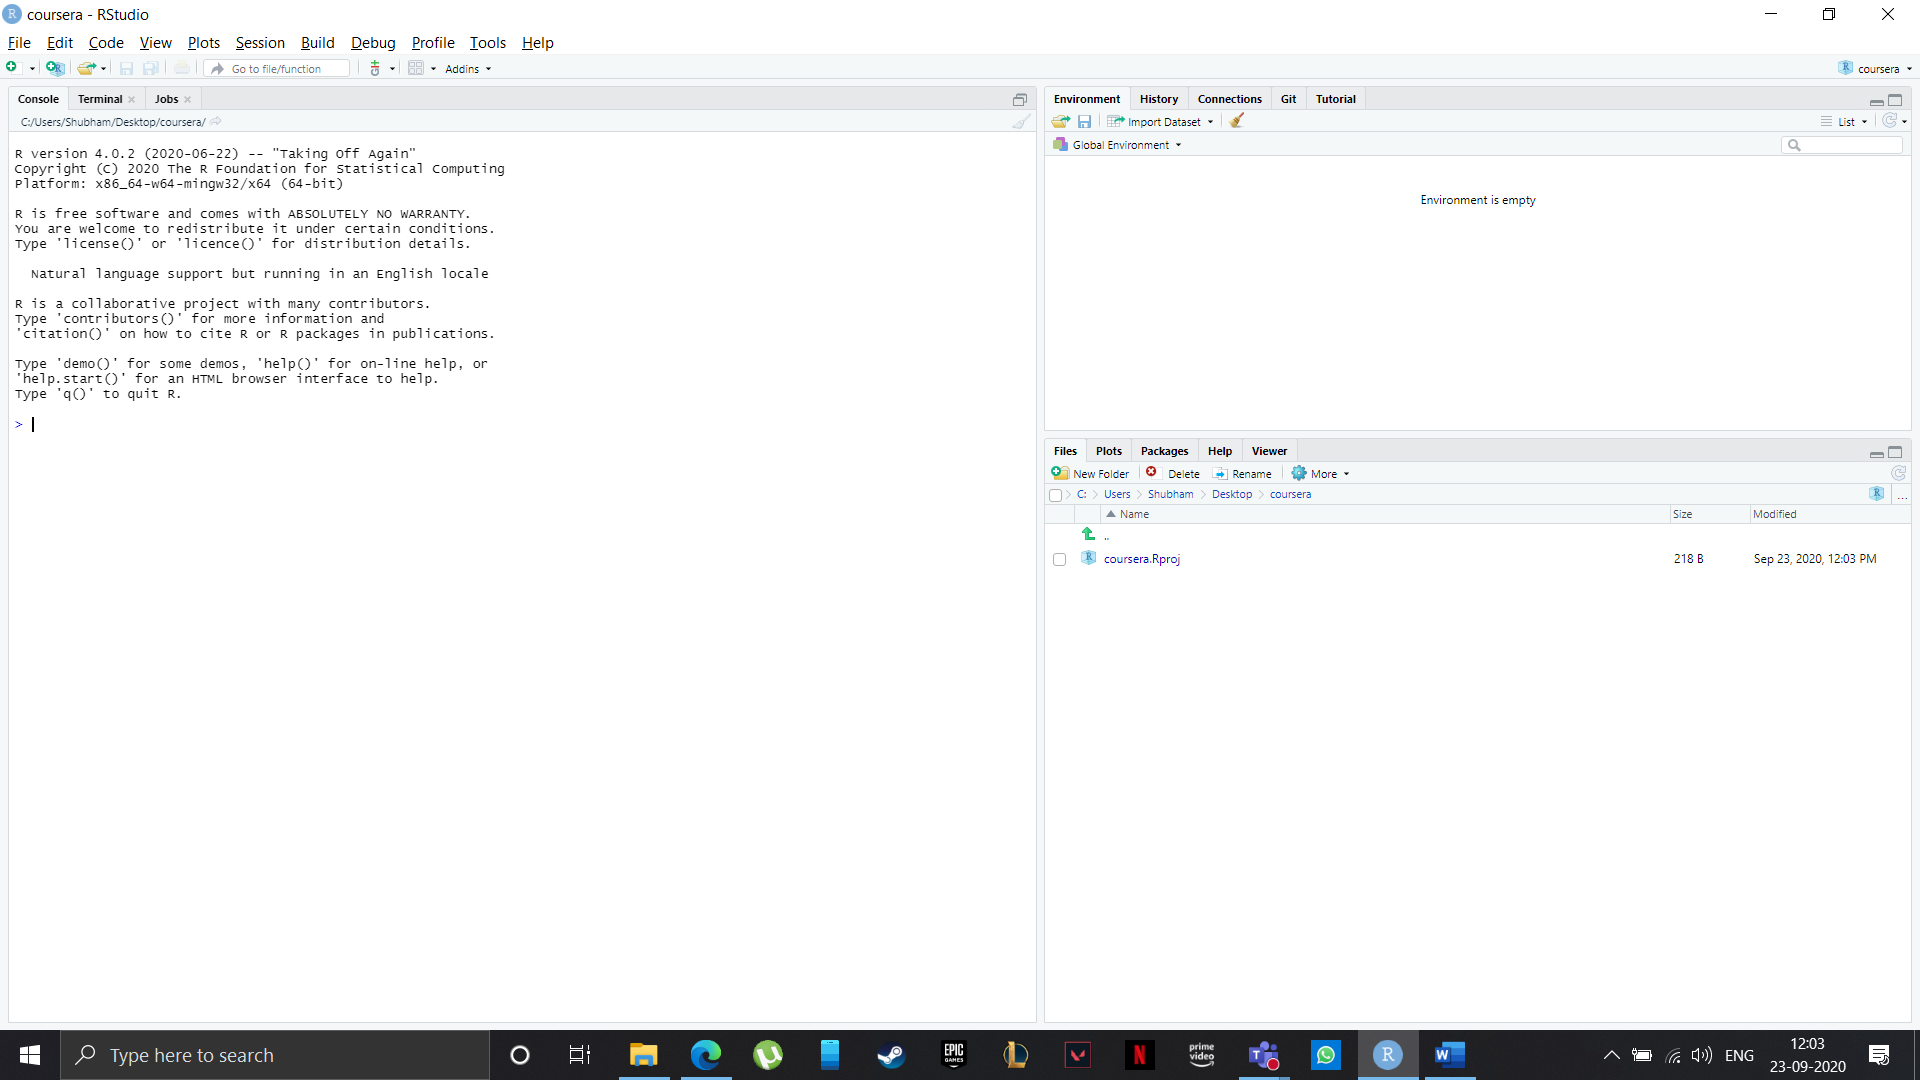 coursera - RStudio
File Edit Code View Plots Session Build Debug Profile Tools Help
Go to file/function Addins coursera
Console Terminal Jobs
C:/Users/Shubham/Desktop/coursera/
R version 4.0.2 (2020-06-22) -- "Taking Off Again"
Copyright (C) 2020 The R Foundation for Statistical Computing
Platform: x86_64-w64-mingw32/x64 (64-bit)
R is free software and comes with ABSOLUTELY NO WARRANTY.
You are welcome to redistribute it under certain conditions.
Type 'license()' or 'licence()' for distribution details.
Natural language support but running in an English locale
R is a collaborative project with many contributors.
Type 'contributors()' for more information and
'citation()' on how to cite R or R packages in publications.
Type 'demo()' for some demos, 'help()' for on-line help, or
'help.start()' for an HTML browser interface to help.
Type 'q()' to quit R.
>
Environment History Connections Git Tutorial
Import Dataset List
Global Environment
Environment is empty
Files Plots Packages Help Viewer
New Folder Delete Rename More
C: Users Shubham Desktop coursera ...
Name Size Modified
..
coursera.Rproj 218 B Sep 23, 2020, 12:03 PM
Type here to search
EPIC GAMES
prime video
ENG
12:03
23-09-2020